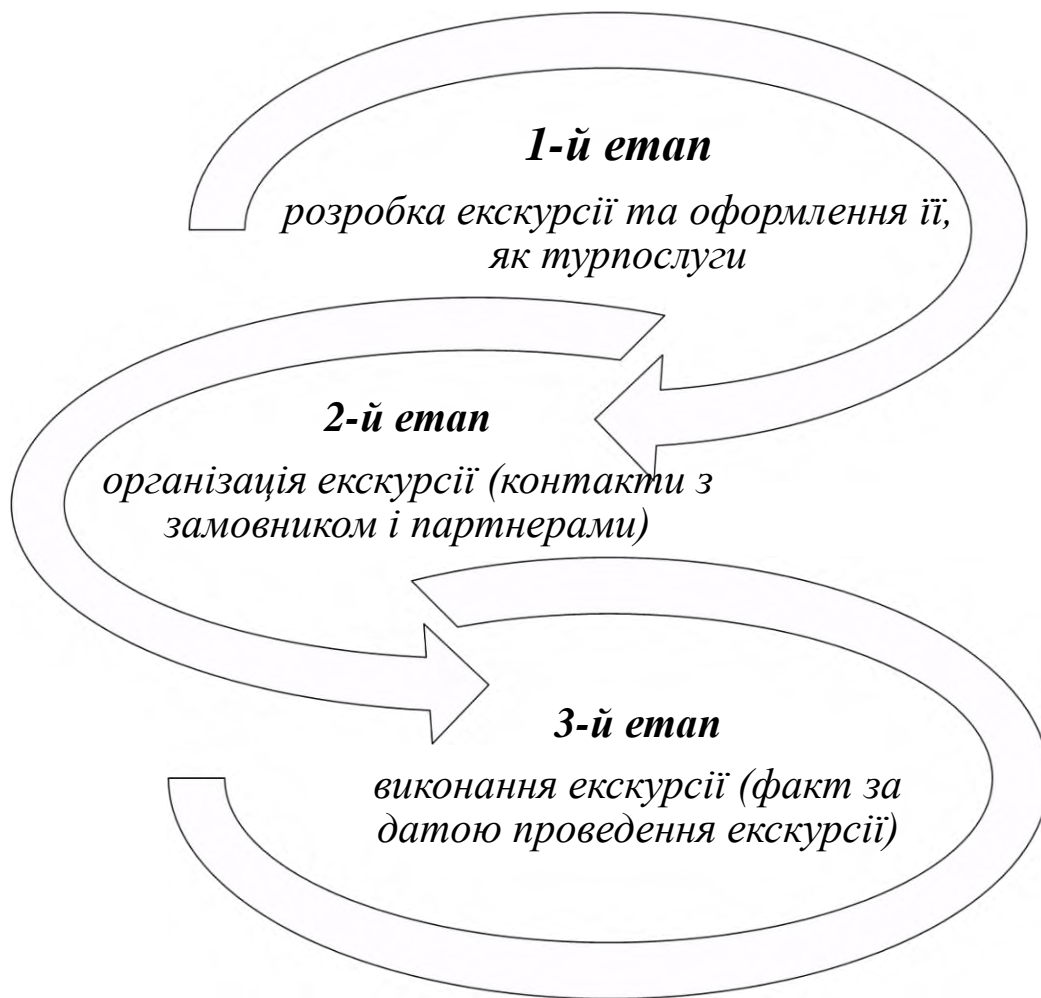 1-й етап
розробка екскурсії та оформлення її,
як турпослуги
2-й етап
організація екскурсії (контакти з
замовником і партнерами)
3-й етап
виконання екскурсії (факт за
датою проведення екскурсії)